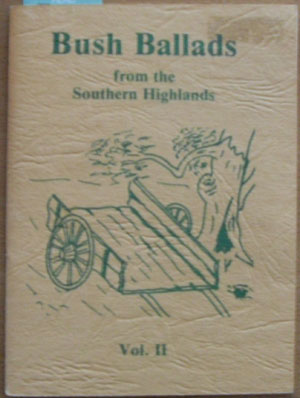 Bush Ballads
from the
Southern Highlands
Vol. II